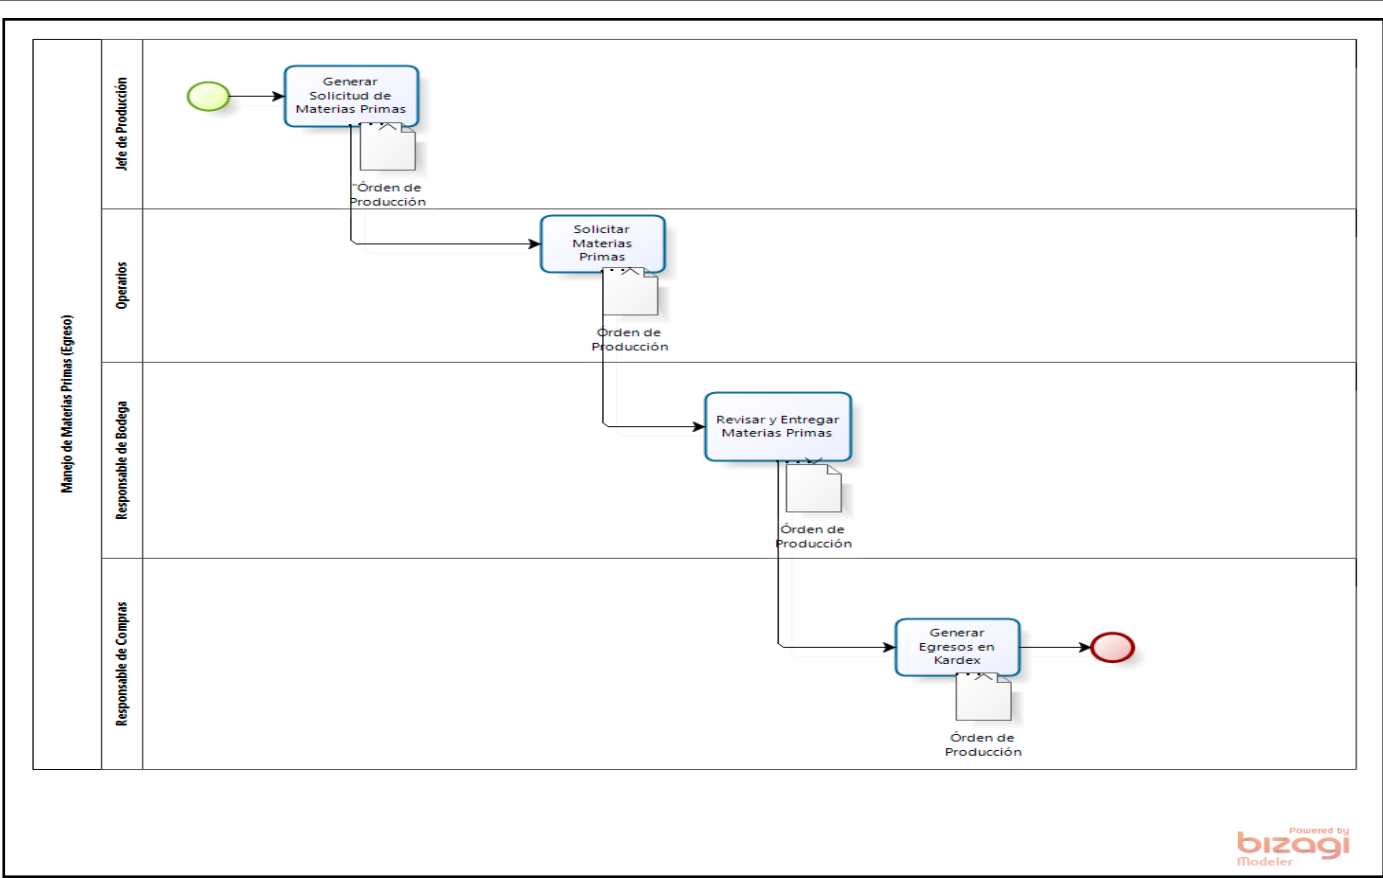 Manejo de Materias Primas (Egreso)
Jefe de Producción
Generar
Solicitud de
Materias Primas
Órden de
Producción
Operarios
Solicitar
Materias
Primas
Órden de
Producción
Responsable de Bodega
Revisar y Entregar
Materias Primas
Órden de
Producción
Responsable de Compras
Generar
Egresos en
Kardex
Órden de
Producción
Powered by
bizagi
Modeler